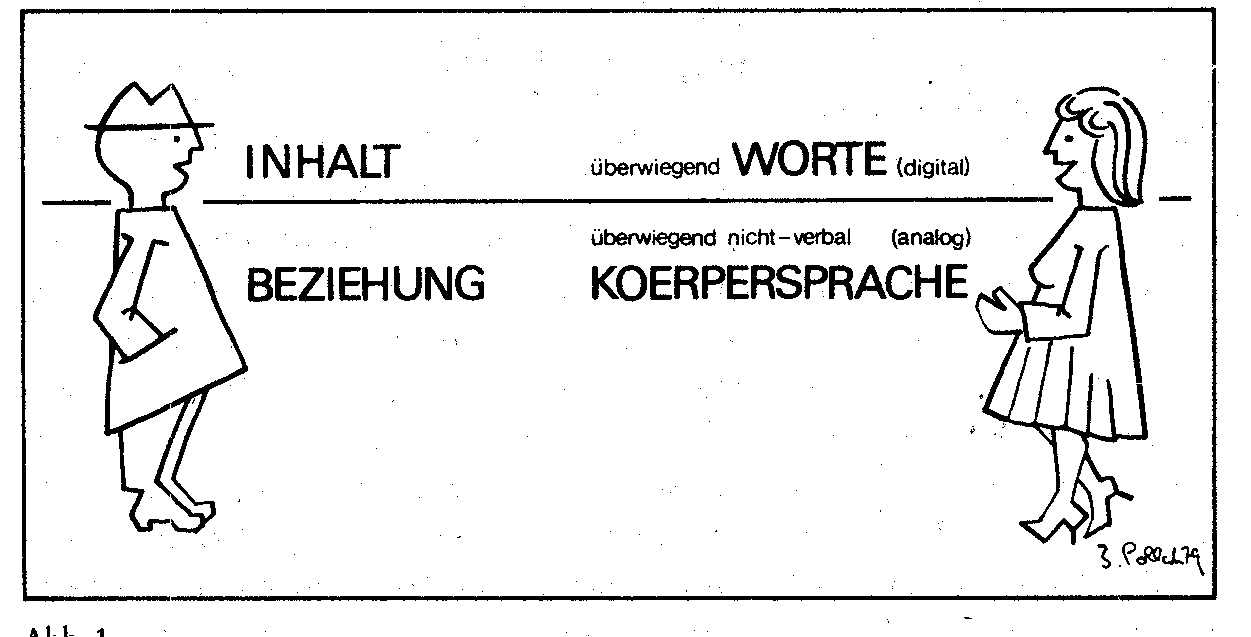 INHALT
überwiegend WORTE (digital)
überwiegend nicht-verbal (analog)
BEZIEHUNG
KOERPERSPRACHE
Abb. 1